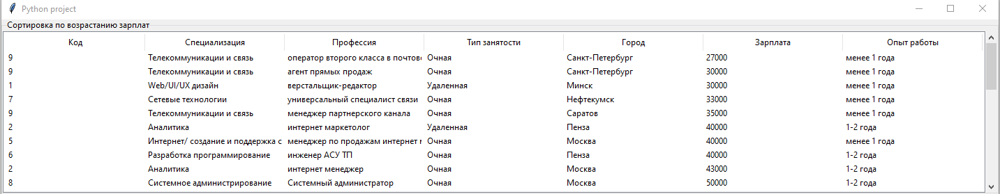 Python project
Сортировка по возрастанию зарплат
Код Специализация Профессия Тип занятости Город Зарплата Опыт работы
9 Телекоммуникации и связь оператор второго класса в почтово Очная Санкт-Петербург 27000 менее 1 года
9 Телекоммуникации и связь агент прямых продаж Очная Санкт-Петербург 30000 менее 1 года
1 Web/UI/UX дизайн верстальщик-редактор Удаленная Минск 30000 менее 1 года
7 Сетевые технологии универсальный специалист связи Очная Нефтекумск 33000 менее 1 года
9 Телекоммуникации и связь менеджер партнерского канала Очная Саратов 35000 менее 1 года
2 Аналитика интернет маркетолог Удаленная Пенза 40000 1-2 года
5 Интернет/ создание и поддержка с менеджер по продажам интернет Очная Москва 40000 менее 1 года
6 Разработка программирование инженер АСУ ТП Очная Пенза 40000 1-2 года
2 Аналитика интернет менеджер Очная Москва 43000 1-2 года
8 Системное администрирование Системный администратор Очная Москва 50000 1-2 года